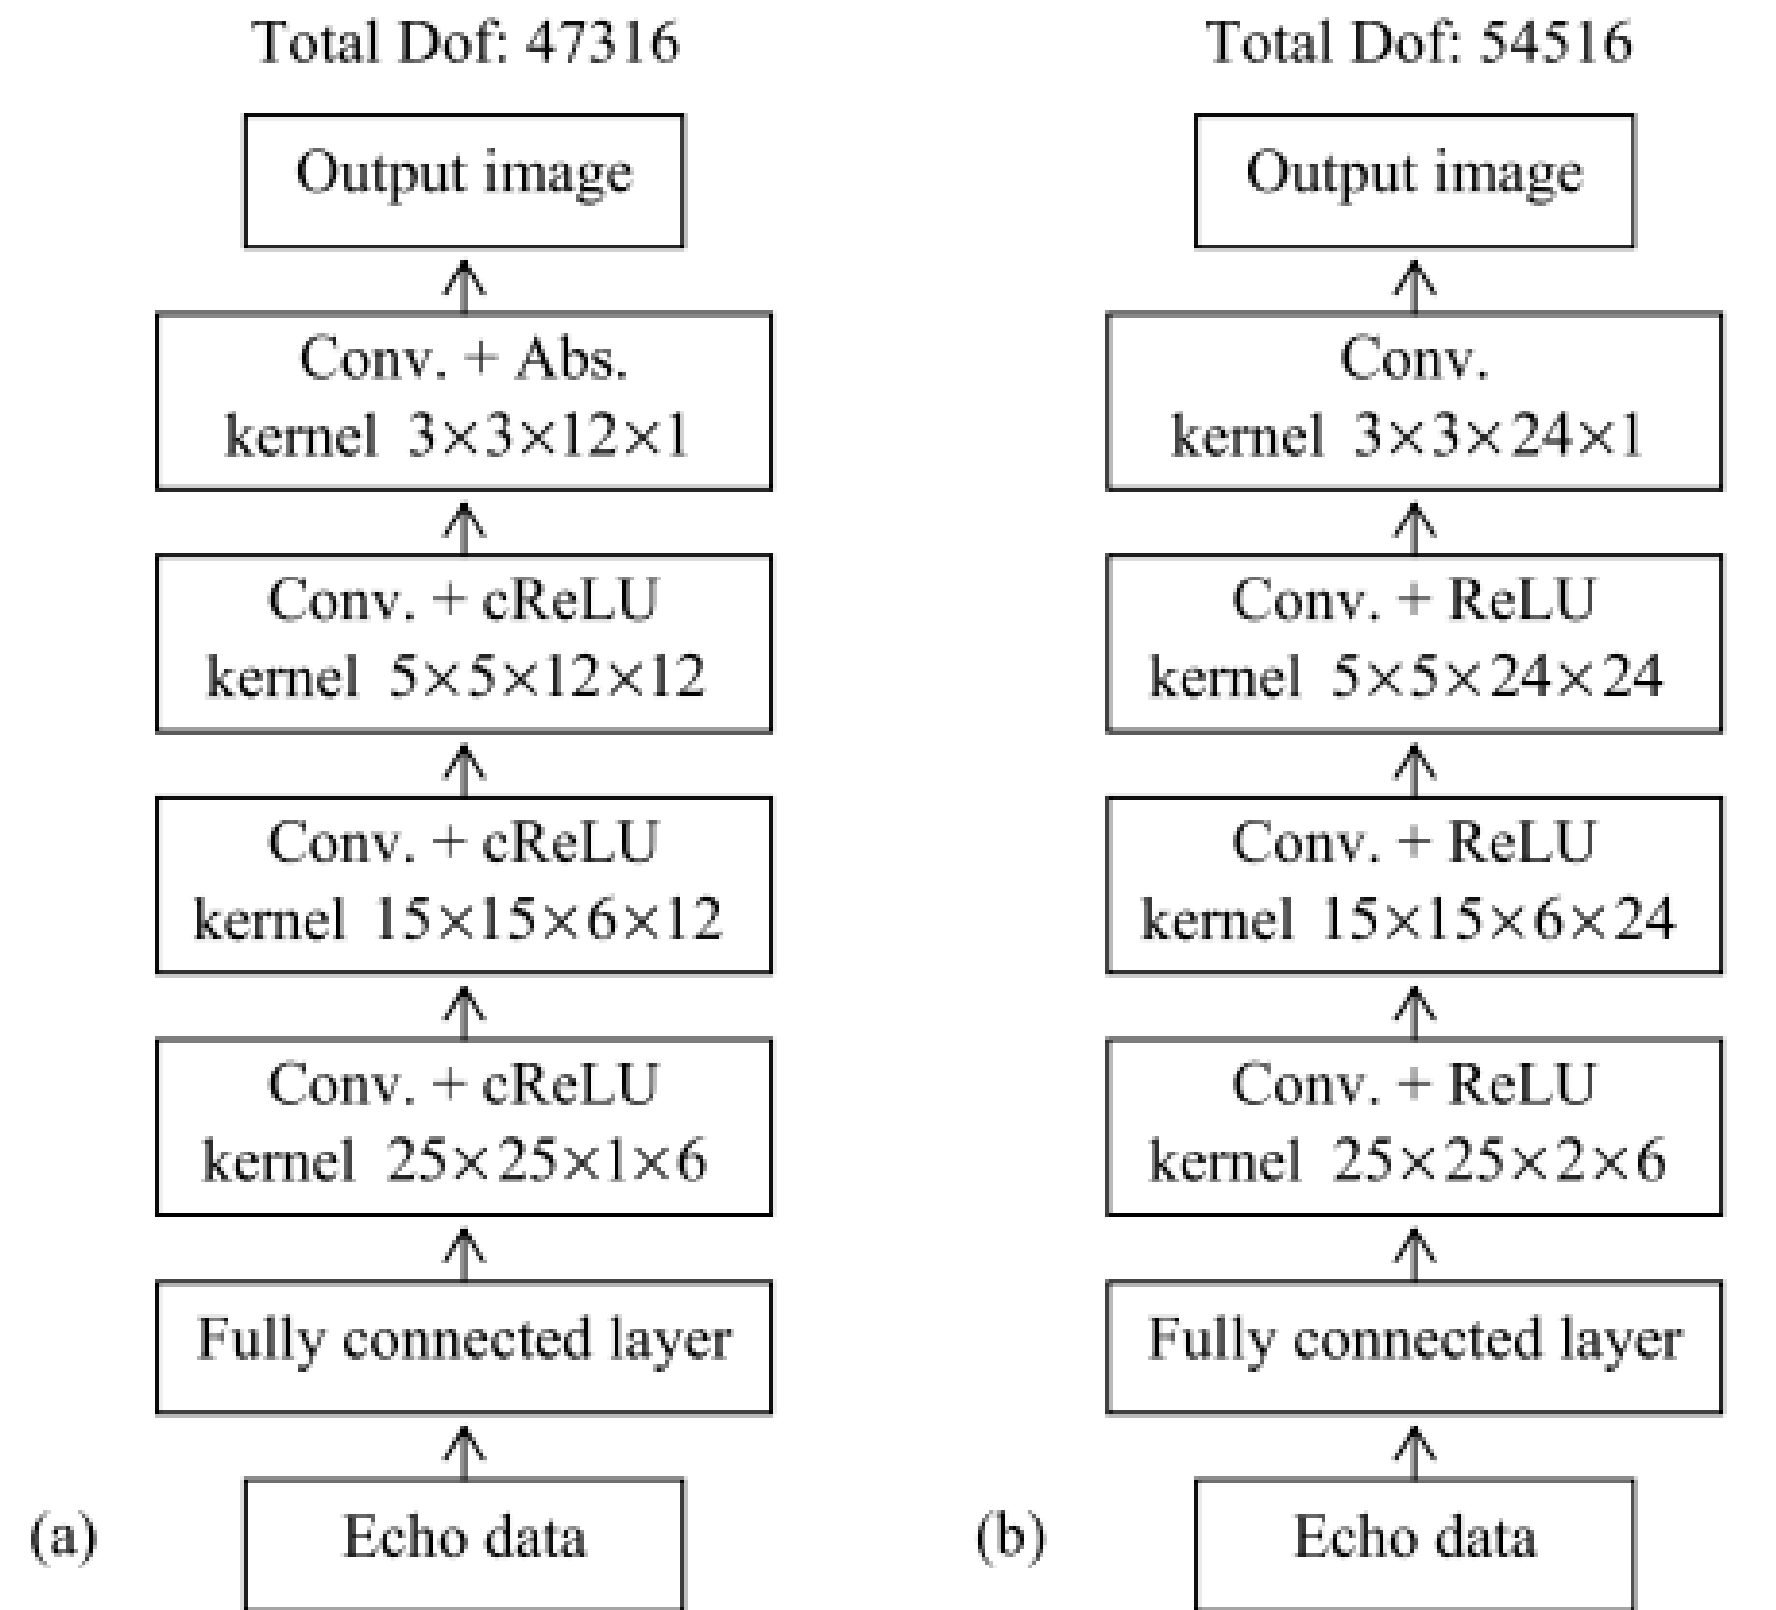 Total Dof: 47316
Output image
Conv. + Abs.
kernel 3×3×12×1
Conv. + cReLU
kernel 5×5×12×12
Conv. + cReLU
kernel 15×15×6×12
Conv. + cReLU
kernel 25×25×1×6
Fully connected layer
Echo data
(a)
Total Dof: 54516
Output image
Conv.
kernel 3×3×24×1
Conv. + ReLU
kernel 5×5×24×24
Conv. + ReLU
kernel 15×15×6×24
Conv. + ReLU
kernel 25×25×2×6
Fully connected layer
Echo data
(b)